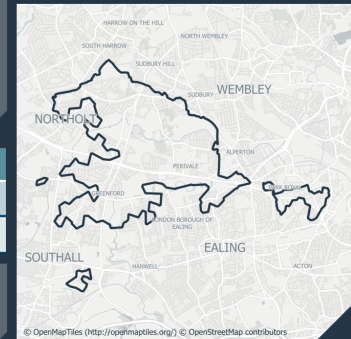 HARROW ON THE HILL
NORTH WEMBLEY
SOUTH HARROW
SUDBURY HILL
SUDBURY
WEMBLEY
NORTHOLT
ALPERTON
PERIVALE
PARK ROYAL
GREENFORD
LONDON BOROUGH OF
EALING
EALING
SOUTHALL
HANWELL
ACTON
© OpenMapTiles (http://openmaptiles.org/) © OpenStreetMap contributors